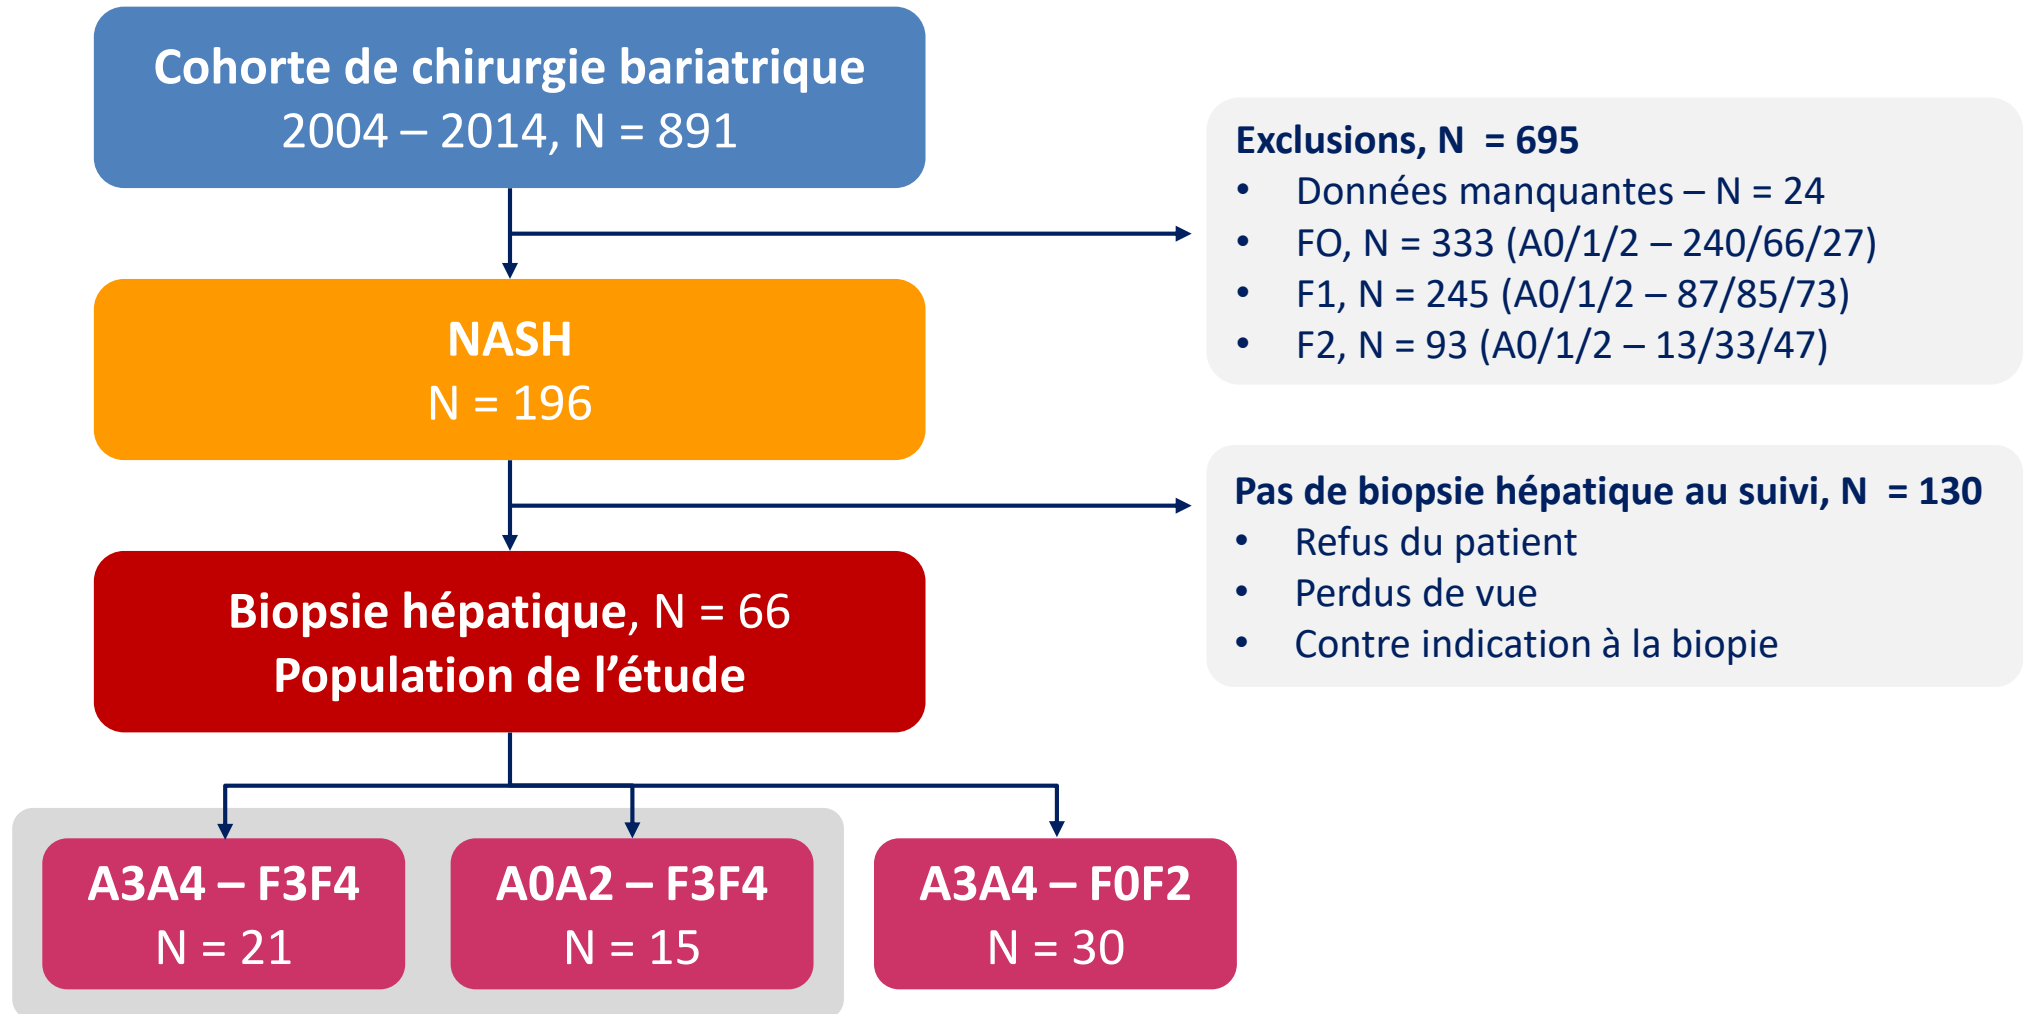 Cohorte de chirurgie bariatrique
2004 – 2014, N = 891
Exclusions, N  = 695
• Données manquantes – N = 24
• FO, N = 333 (A0/1/2 – 240/66/27)
• F1, N = 245 (A0/1/2 – 87/85/73)
• F2, N = 93 (A0/1/2 – 13/33/47)
NASH
N = 196
Pas de biopsie hépatique au suivi, N  = 130
• Refus du patient
• Perdus de vue
• Contre indication à la biopie
Biopsie hépatique, N = 66
Population de l’étude
A3A4 – F3F4
N = 21
A0A2 – F3F4
N = 15
A3A4 – F0F2
N = 30